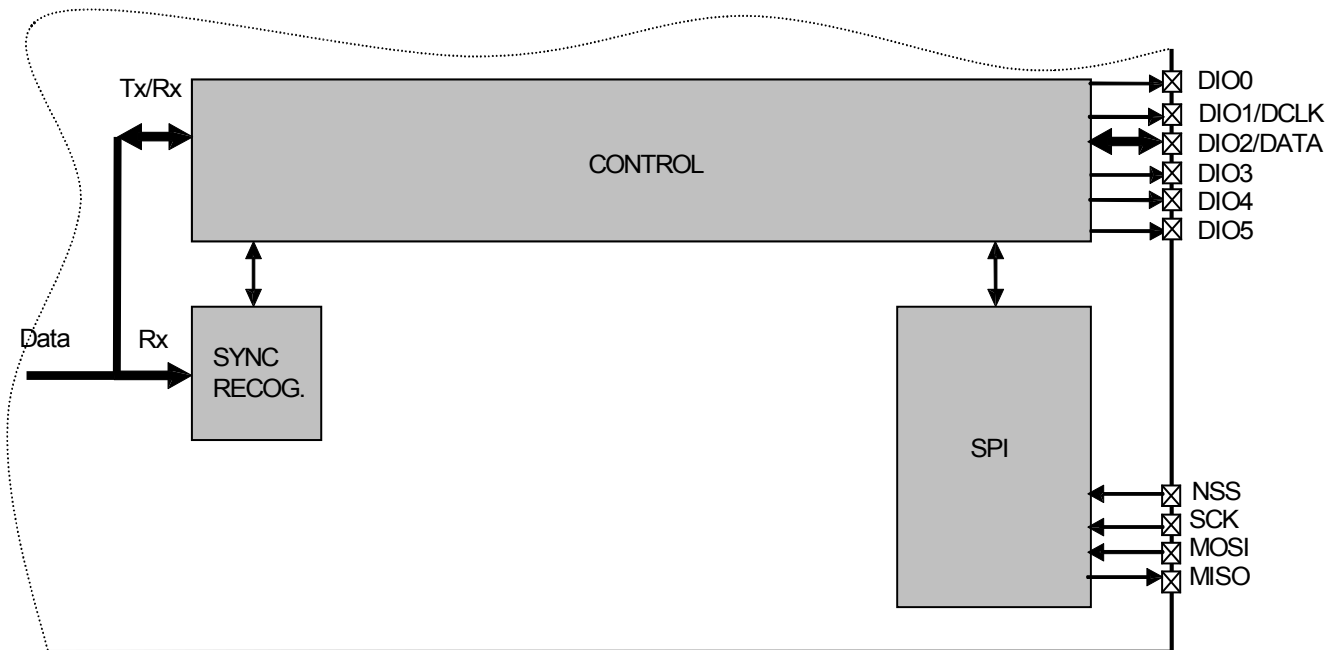 Tx/Rx
CONTROL
DIO0
DIO1/DCLK
DIO2/DATA
DIO3
DIO4
DIO5
Data
Rx
SYNC
RECOG.
SPI
NSS
SCK
MOSI
MISO